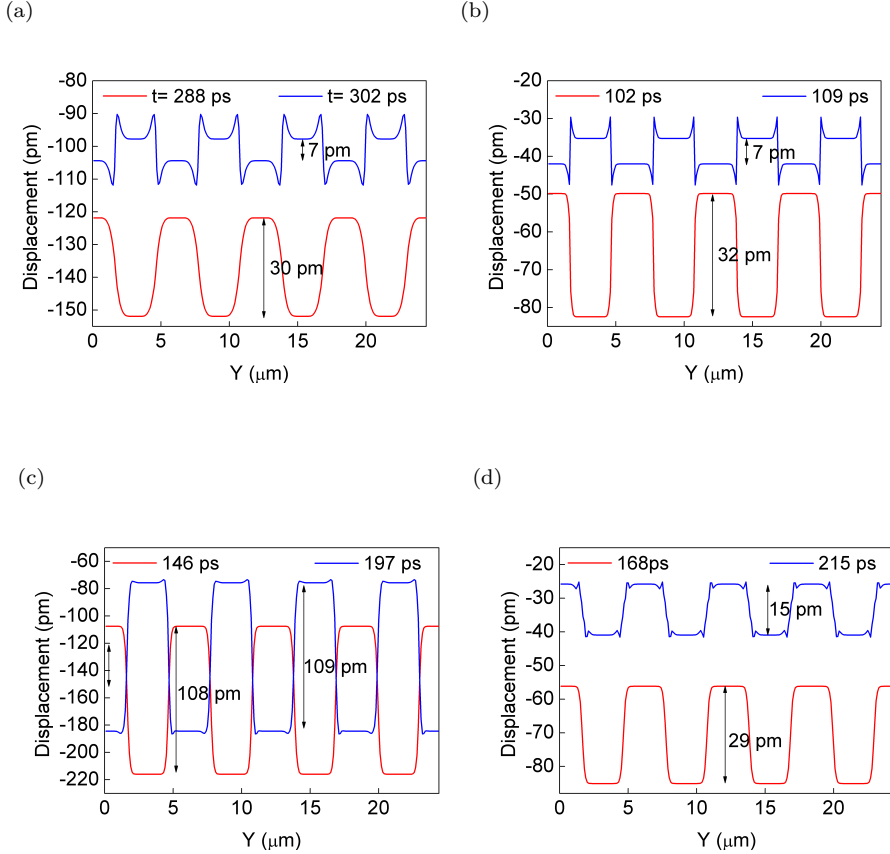 (a)
t= 288 ps
t= 302 ps
Displacement (pm)
-80
-90
-100
-110
-120
-130
-140
-150
7 pm
30 pm
0
5
10
15
20
Y (μm)
(b)
102 ps
109 ps
Displacement (pm)
-20
-30
-40
-50
-60
-70
-80
7 pm
32 pm
0
10
20
Y (μm)
(c)
146 ps
197 ps
Displacement (pm)
-60
-80
-100
-120
-140
-160
-180
-200
-220
109 pm
108 pm
0
5
10
15
20
Y (μm)
(d)
168ps
215 ps
Displacement (pm)
-20
-30
-40
-50
-60
-70
-80
15 pm
29 pm
0
5
10
15
20
Y (μm)